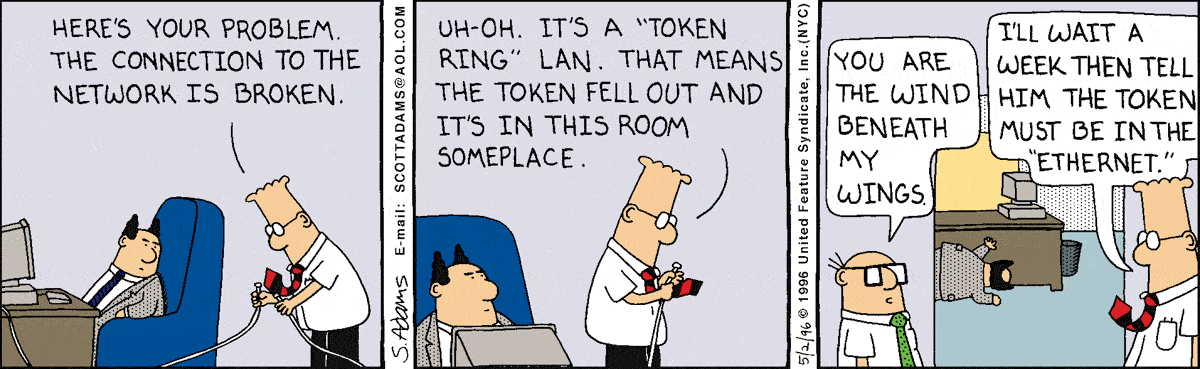 HERE'S YOUR PROBLEM.
THE CONNECTION TO THE
NETWORK IS BROKEN.
S. Adams E-mail: SCOTTADAMS@AOL.COM
UH-OH. IT'S A "TOKEN
RING" LAN. THAT MEANS
THE TOKEN FELL OUT AND
IT'S IN THIS ROOM
SOMEPLACE.
5/2/96 © 1996 United Feature Syndicate, Inc.(NYC)
YOU ARE
THE WIND
BENEATH
MY
WINGS.
I'LL WAIT A
WEEK THEN TELL
HIM THE TOKEN
MUST BE IN THE
"ETHERNET."